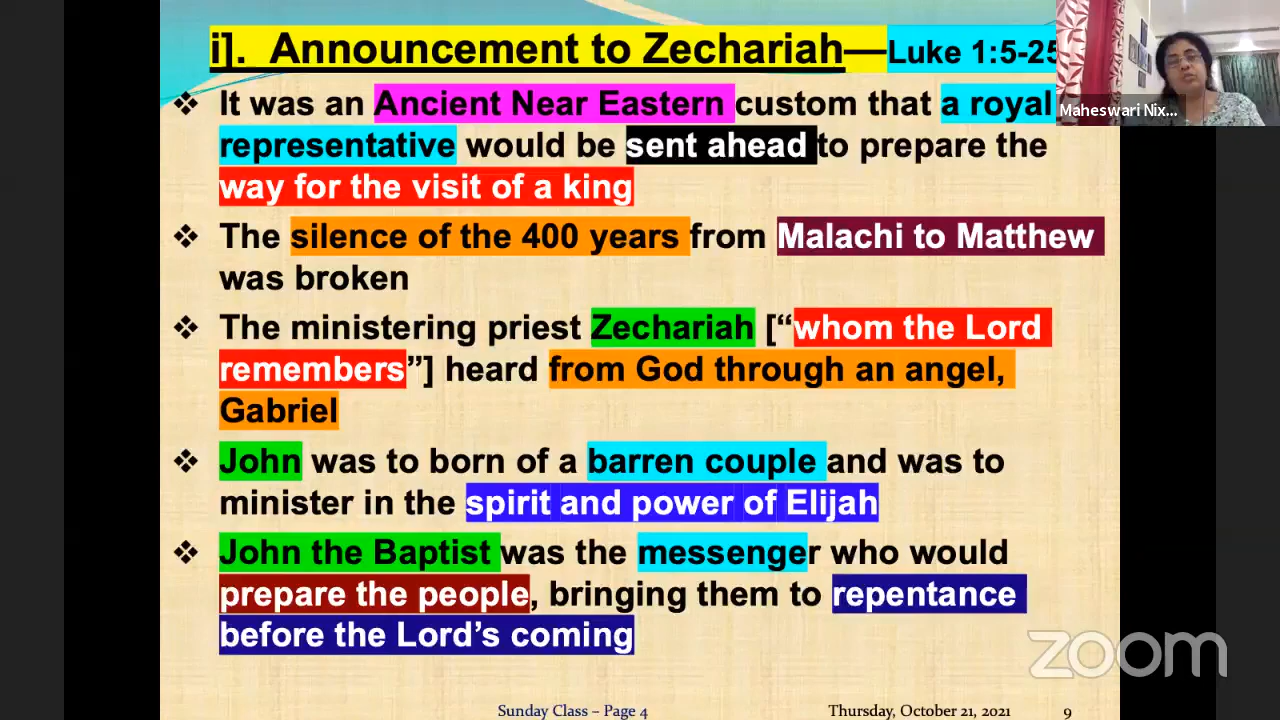 i]. Announcement to Zechariah—Luke 1:5-25
❖ It was an Ancient Near Eastern custom that a royal
representative would be sent ahead to prepare the
way for the visit of a king
❖ The silence of the 400 years from Malachi to Matthew
was broken
❖ The ministering priest Zechariah [“whom the Lord
remembers”] heard from God through an angel,
Gabriel
❖ John was to born of a barren couple and was to
minister in the spirit and power of Elijah
❖ John the Baptist was the messenger who would
prepare the people, bringing them to repentance
before the Lord’s coming
Sunday Class – Page 4 Thursday, October 21, 2021 9
Maheswari Nix...
zoom